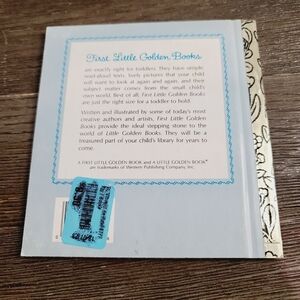 First Little Golden Books
are exactly right for toddlers. They have simple,
read-aloud texts, lively pictures that your child
will want to look at again and again, and their
subject matter comes from the small child's
own world. Best of all, First Little Golden Books
are just the right size for a toddler to hold.
Written and illustrated by some of today's most
creative authors and artists, First Little Golden
Books provide the ideal stepping stone to the
world of Little Golden Books. They will be a
treasured part of your child's library for years to
come.
A FIRST LITTLE GOLDEN BOOK and A LITTLE GOLDEN BOOK®
are trademarks of Western Publishing Company, Inc.